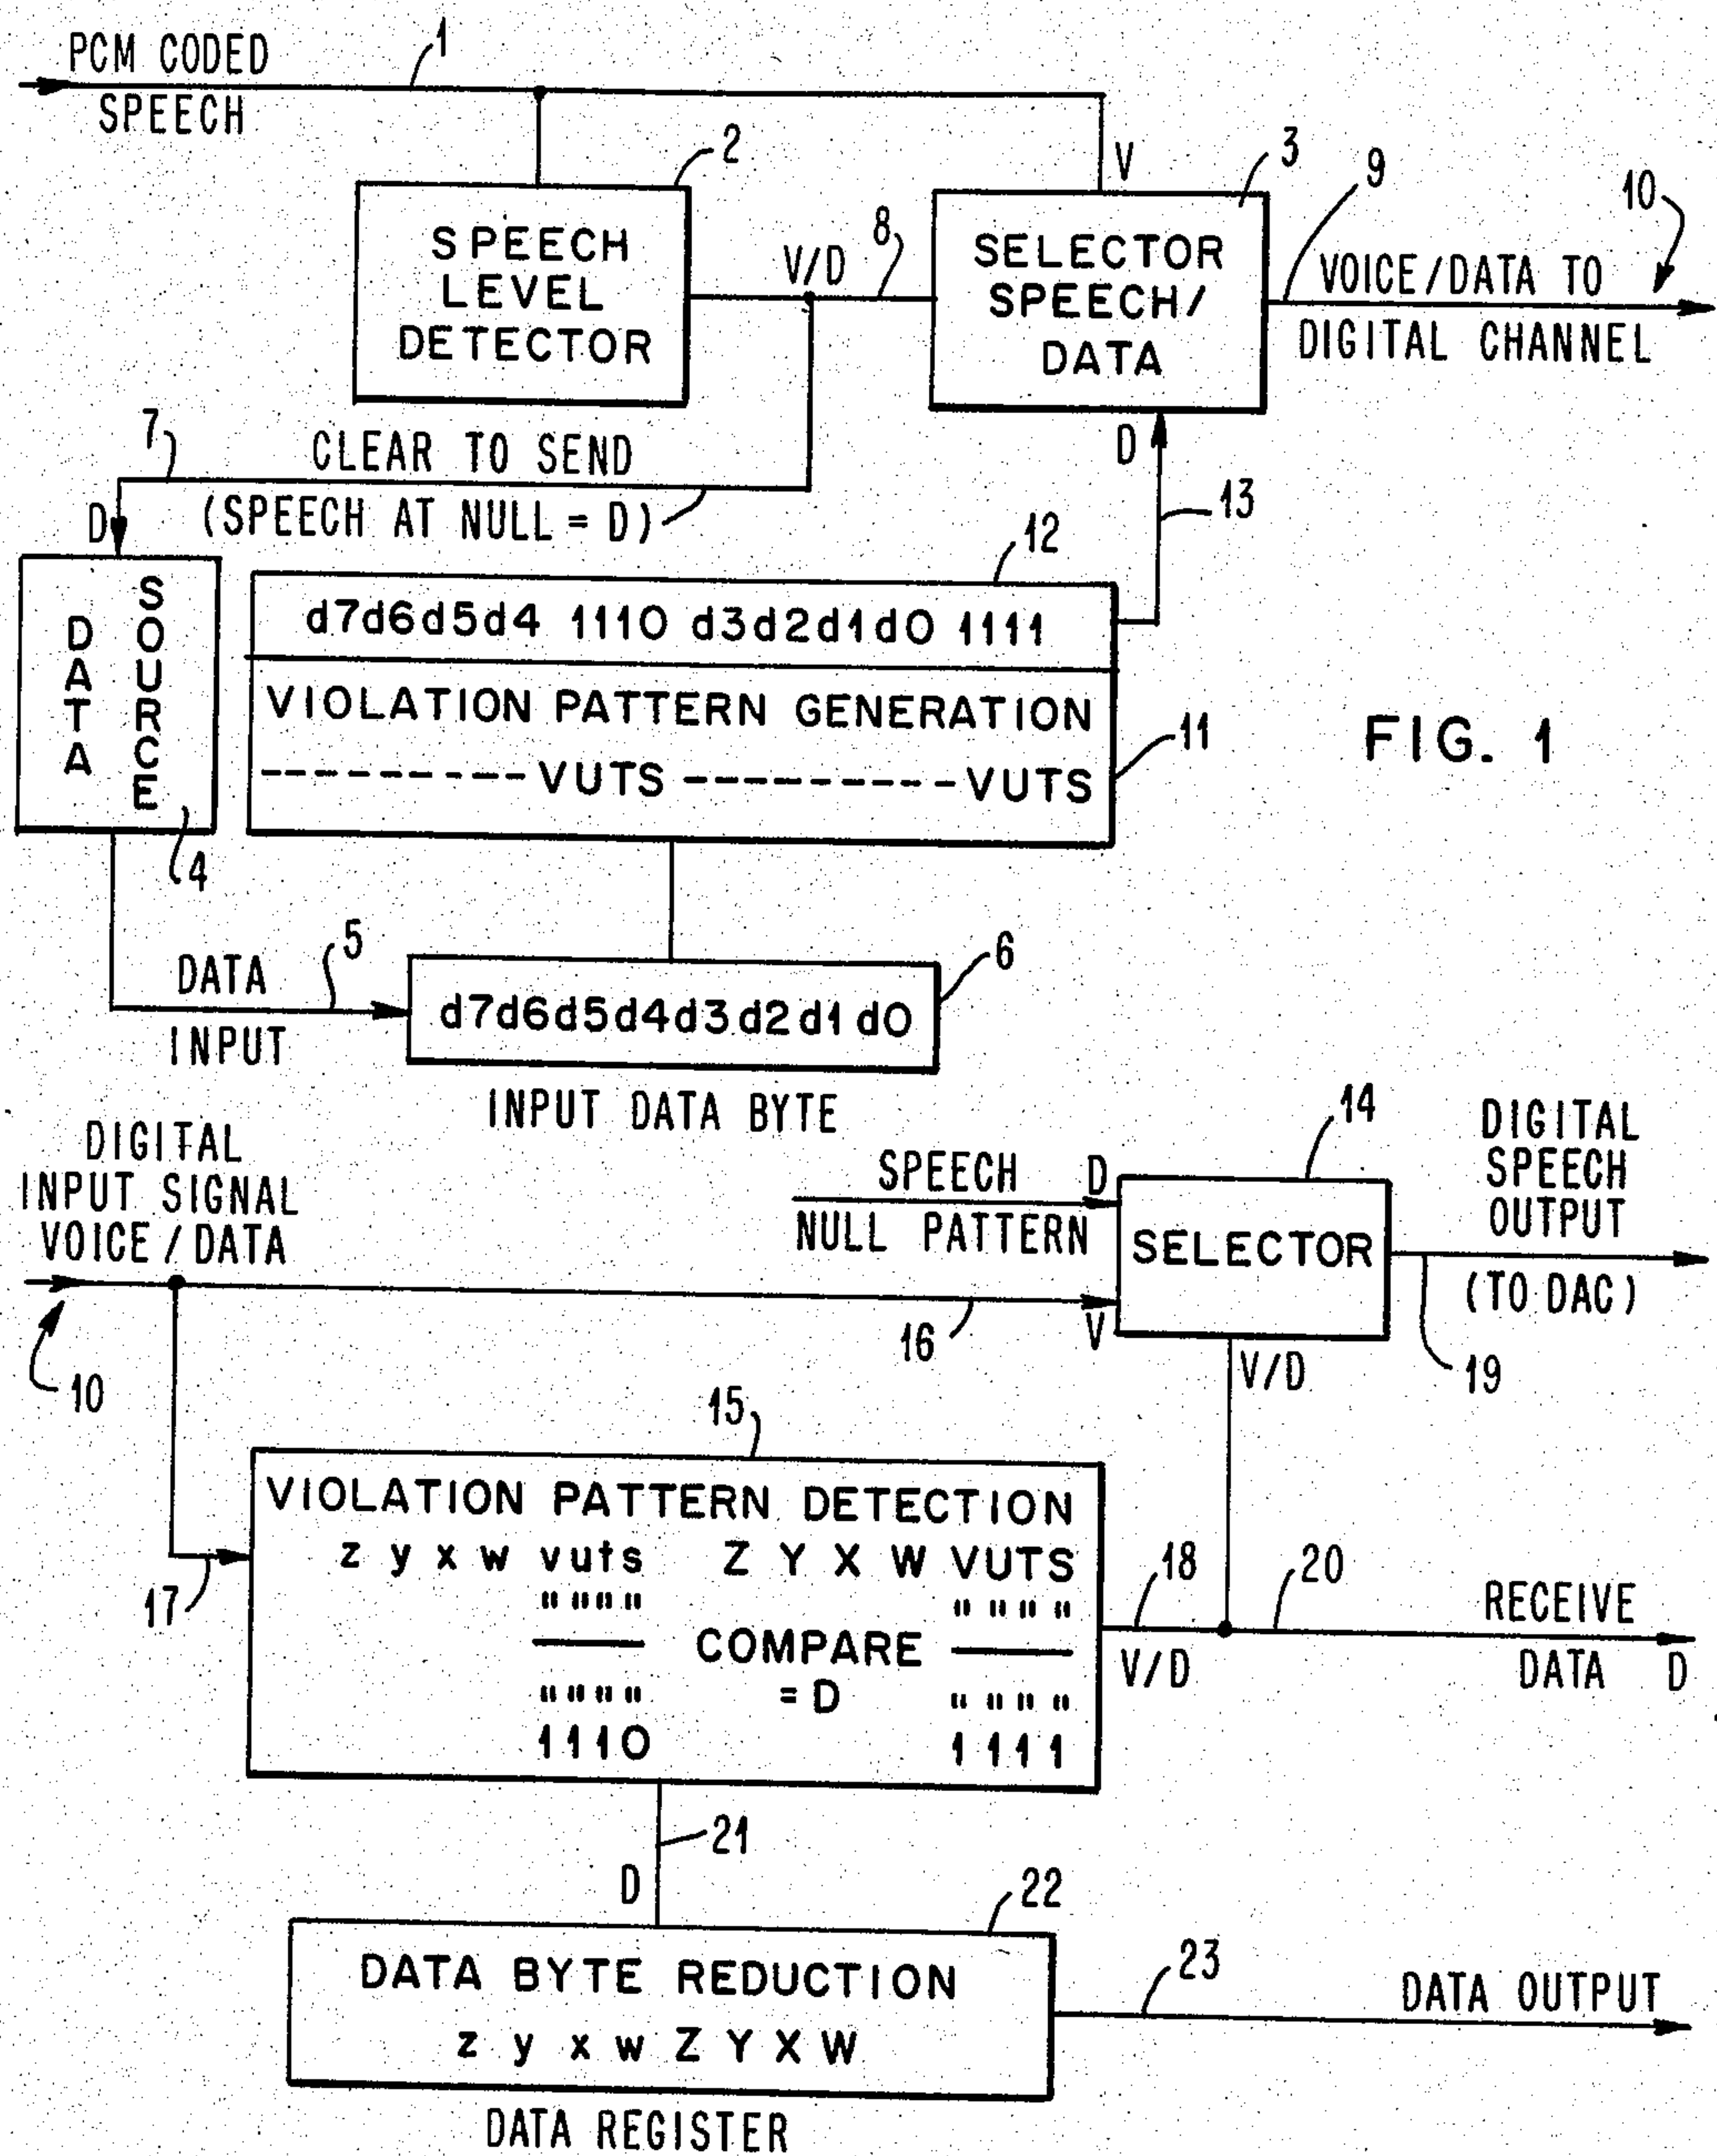 PCM CODED
SPEECH
1
2
3
V
9
10
SPEECH
LEVEL
DETECTOR
V/D
8
SELECTOR
SPEECH/
DATA
VOICE/DATA TO
DIGITAL CHANNEL
7
CLEAR TO SEND
(SPEECH AT NULL = D)
D
D
13
DATA
SOURCE
4
12
d7d6d5d4 1110 d3d2d1d0 1111
VIOLATION PATTERN GENERATION
---------- VUTS ---------- VUTS
11
FIG. 1
DATA
INPUT
5
6
d7d6d5d4d3d2d1d0
INPUT DATA BYTE
DIGITAL
INPUT SIGNAL
VOICE/DATA
10
SPEECH
NULL PATTERN
D
14
SELECTOR
DIGITAL
SPEECH
OUTPUT
(TO DAC)
16
V
V/D
19
15
VIOLATION PATTERN DETECTION
z y x w vuts Z Y X W VUTS
"""" """"
COMPARE
= D
"""" """"
1110 1111
17
18
V/D
20
RECEIVE
DATA D
21
D
22
DATA BYTE REDUCTION
z y x w Z Y X W
DATA REGISTER
23
DATA OUTPUT